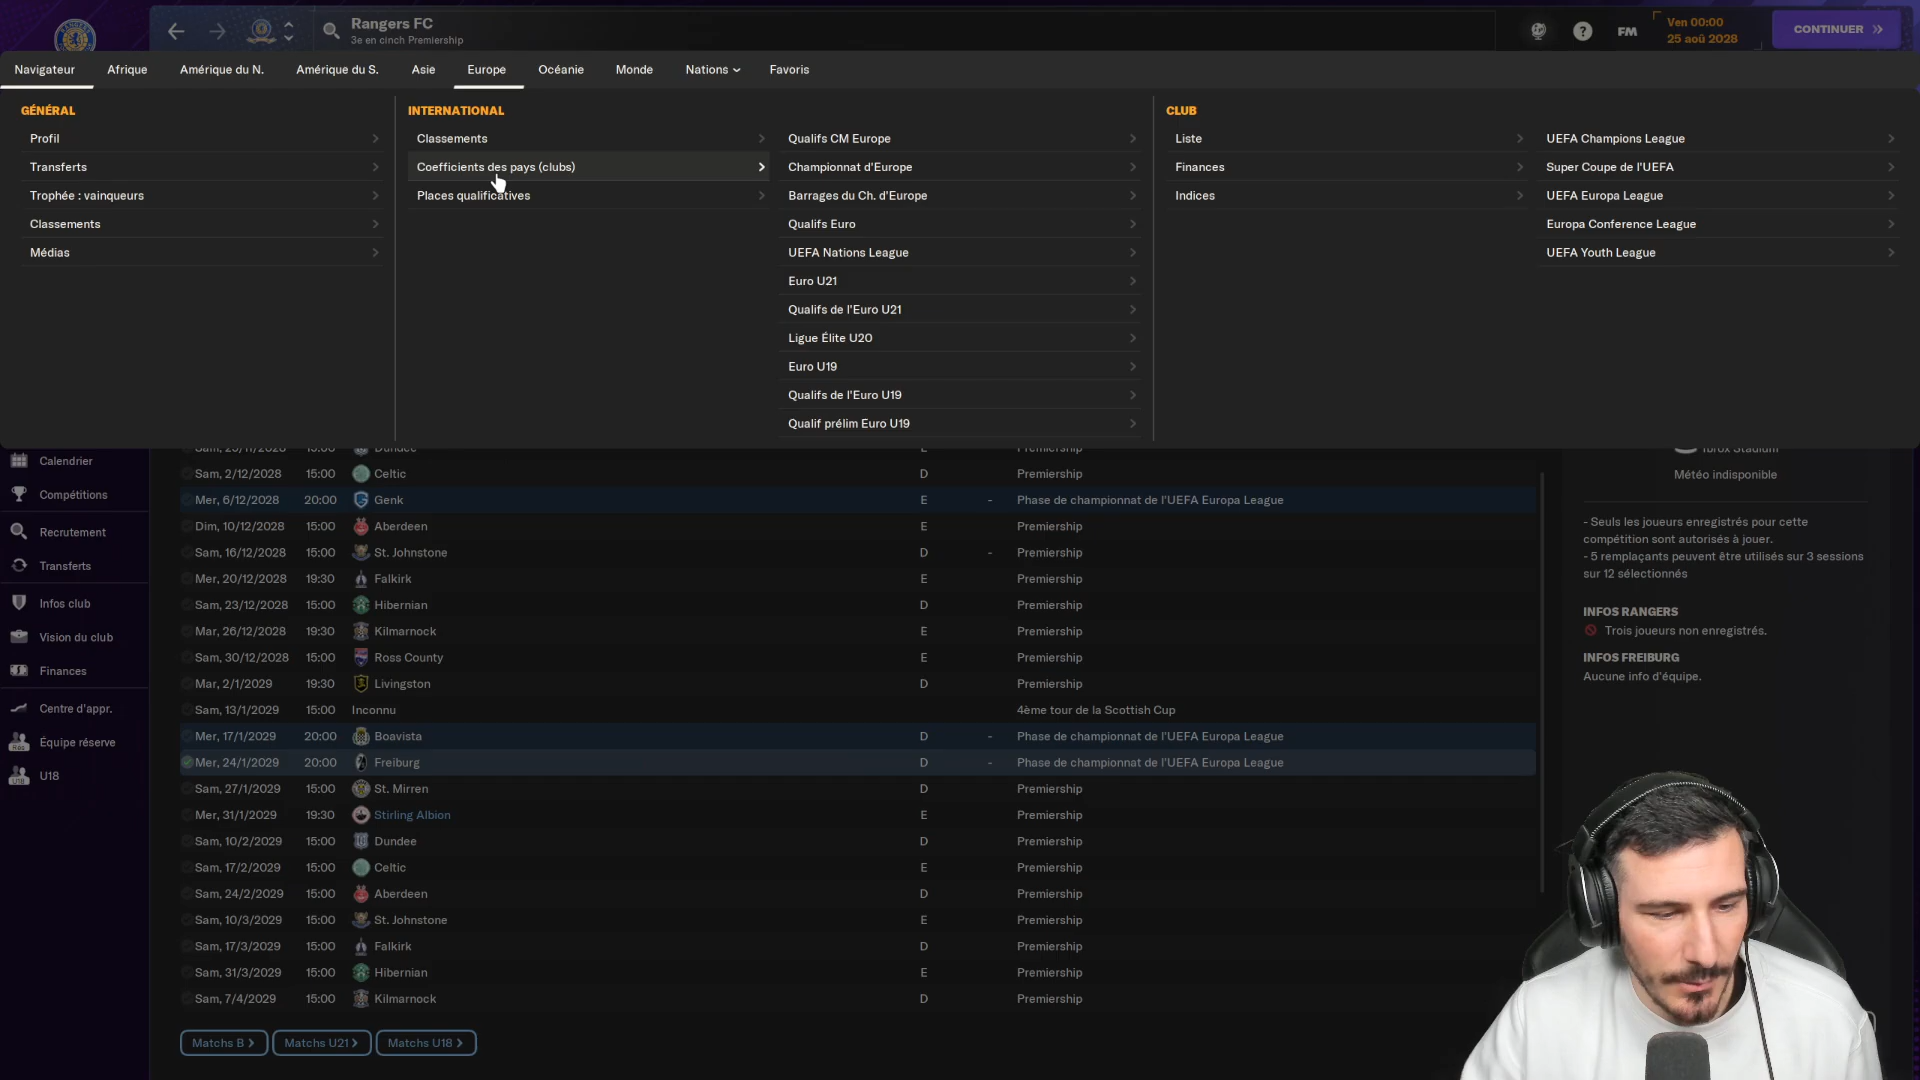 Rangers FC
3e en cinch Premiership
FM
Ven 00:00
25 aoû 2028
CONTINUER
Navigateur Afrique Amérique du N. Amérique du S. Asie Europe Océanie Monde Nations Favoris
GÉNÉRAL
Profil
Transferts
Trophée : vainqueurs
Classements
Médias
INTERNATIONAL
Classements
Coefficients des pays (clubs)
Places qualificatives
Qualifs CM Europe
Championnat d'Europe
Barrages du Ch. d'Europe
Qualifs Euro
UEFA Nations League
Euro U21
Qualifs de l'Euro U21
Ligue Élite U20
Euro U19
Qualifs de l'Euro U19
Qualif prélim Euro U19
CLUB
Liste
Finances
Indices
UEFA Champions League
Super Coupe de l'UEFA
UEFA Europa League
Europa Conference League
UEFA Youth League
Calendrier
Compétitions
Recrutement
Transferts
Infos club
Vision du club
Finances
Centre d'appr.
Équipe réserve
U18
Sam, 25/11/2028 15:00 Dundee E Premiership
Sam, 2/12/2028 15:00 Celtic D Premiership
Mer, 6/12/2028 20:00 Genk E - Phase de championnat de l'UEFA Europa League
Dim, 10/12/2028 15:00 Aberdeen E Premiership
Sam, 16/12/2028 15:00 St. Johnstone D - Premiership
Mer, 20/12/2028 19:30 Falkirk E Premiership
Sam, 23/12/2028 15:00 Hibernian D Premiership
Mar, 26/12/2028 19:30 Kilmarnock E Premiership
Sam, 30/12/2028 15:00 Ross County E Premiership
Mar, 2/1/2029 19:30 Livingston D Premiership
Sam, 13/1/2029 15:00 Inconnu 4ème tour de la Scottish Cup
Mer, 17/1/2029 20:00 Boavista D - Phase de championnat de l'UEFA Europa League
Mer, 24/1/2029 20:00 Freiburg D - Phase de championnat de l'UEFA Europa League
Sam, 27/1/2029 15:00 St. Mirren D Premiership
Mer, 31/1/2029 19:30 Stirling Albion E Premiership
Sam, 10/2/2029 15:00 Dundee D Premiership
Sam, 17/2/2029 15:00 Celtic E Premiership
Sam, 24/2/2029 15:00 Aberdeen D Premiership
Sam, 10/3/2029 15:00 St. Johnstone E Premiership
Sam, 17/3/2029 15:00 Falkirk D Premiership
Sam, 31/3/2029 15:00 Hibernian E Premiership
Sam, 7/4/2029 15:00 Kilmarnock D Premiership
Matchs B Matchs U21 Matchs U18
Ibrox Stadium
Météo indisponible
- Seuls les joueurs enregistrés pour cette
compétition sont autorisés à jouer.
- 5 remplaçants peuvent être utilisés sur 3 sessions
sur 12 sélectionnés
INFOS RANGERS
Trois joueurs non enregistrés.
INFOS FREIBURG
Aucune info d'équipe.